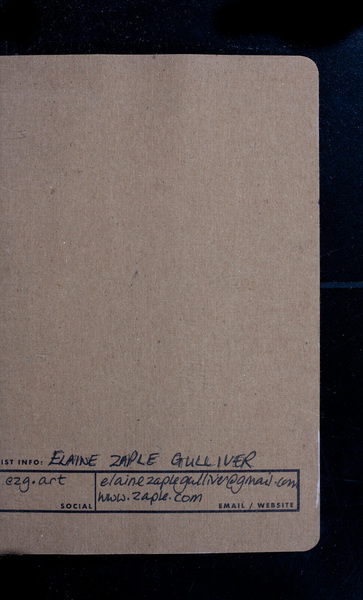 IST INFO: ELAINE ZAPLE GULLIVER
.ezg.art
SOCIAL
elainezaplegulliver@gmail.com
www.zaple.com
EMAIL / WEBSITE